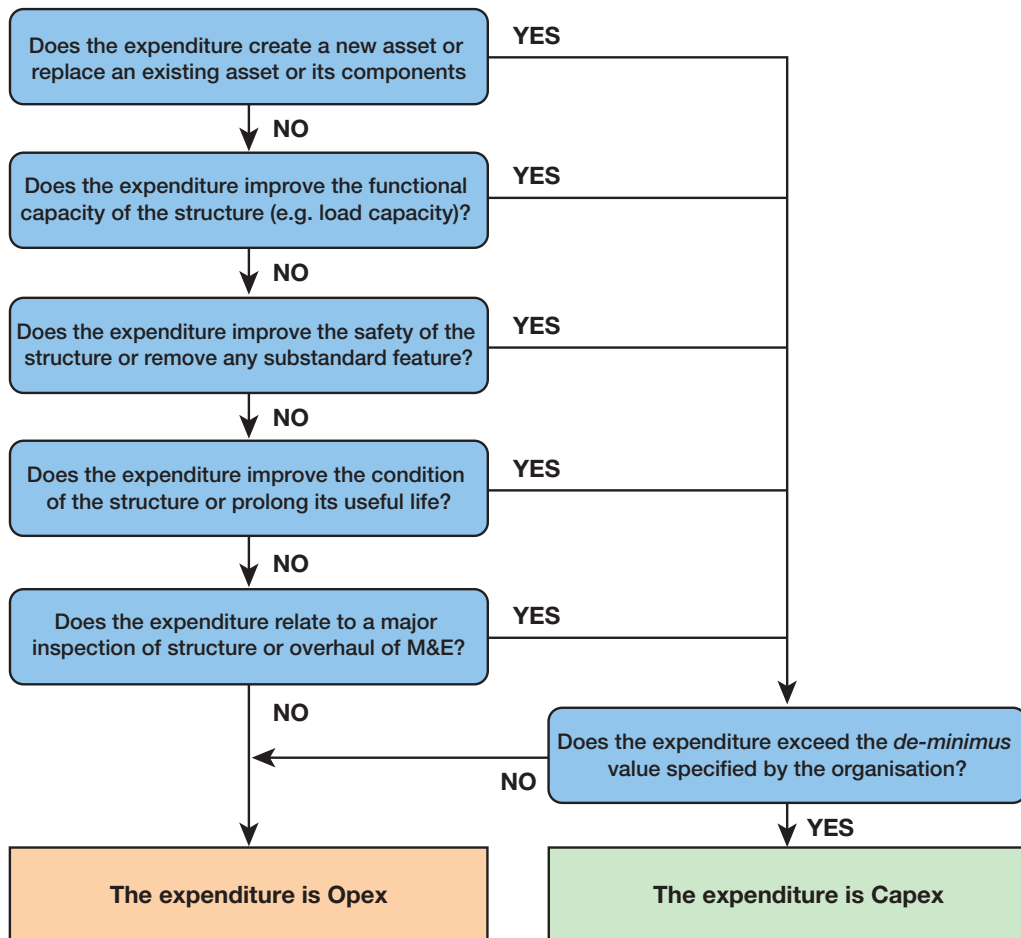 Does the expenditure create a new asset or
replace an existing asset or its components
YES
NO
Does the expenditure improve the functional
capacity of the structure (e.g. load capacity)?
YES
NO
Does the expenditure improve the safety of the
structure or remove any substandard feature?
YES
NO
Does the expenditure improve the condition
of the structure or prolong its useful life?
YES
NO
Does the expenditure relate to a major
inspection of structure or overhaul of M&E?
YES
NO
Does the expenditure exceed the de-minimus
value specified by the organisation?
NO
YES
The expenditure is Opex
The expenditure is Capex